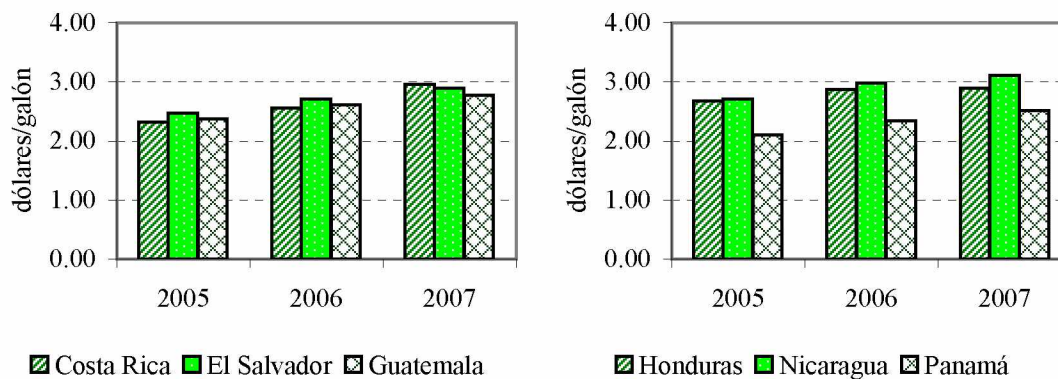 dólares/galón
4.00
3.00
2.00
1.00
0.00
2005 2006 2007
Costa Rica El Salvador Guatemala
dólares/galón
4.00
3.00
2.00
1.00
0.00
2005 2006 2007
Honduras Nicaragua Panamá